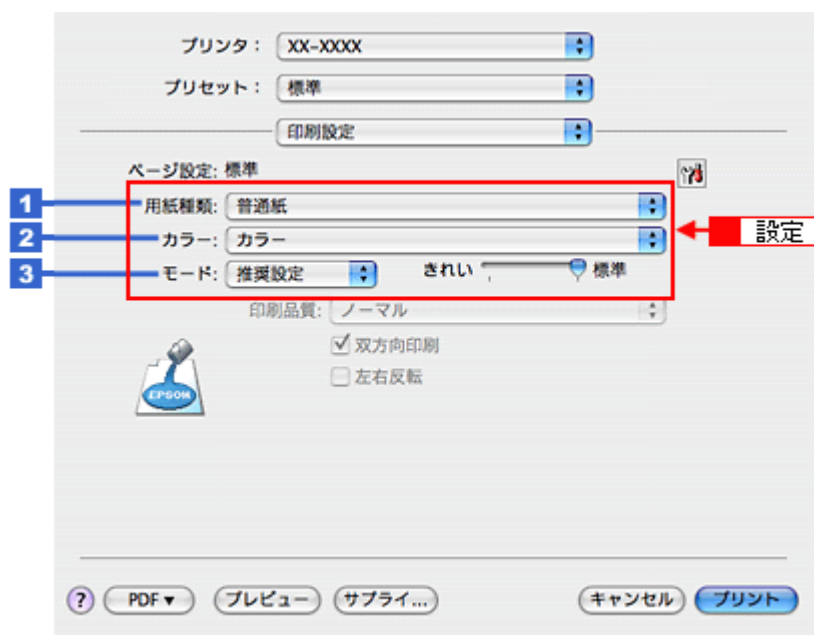 プリンタ： XX-XXXX
プリセット： 標準
印刷設定
ページ設定: 標準
1 用紙種類: 普通紙
2 カラー: カラー
設定
3 モード: 推奨設定 きれい 標準
印刷品質: ノーマル
双方向印刷
左右反転
EPSON
? PDF▼ プレビュー サプライ... キャンセル プリント